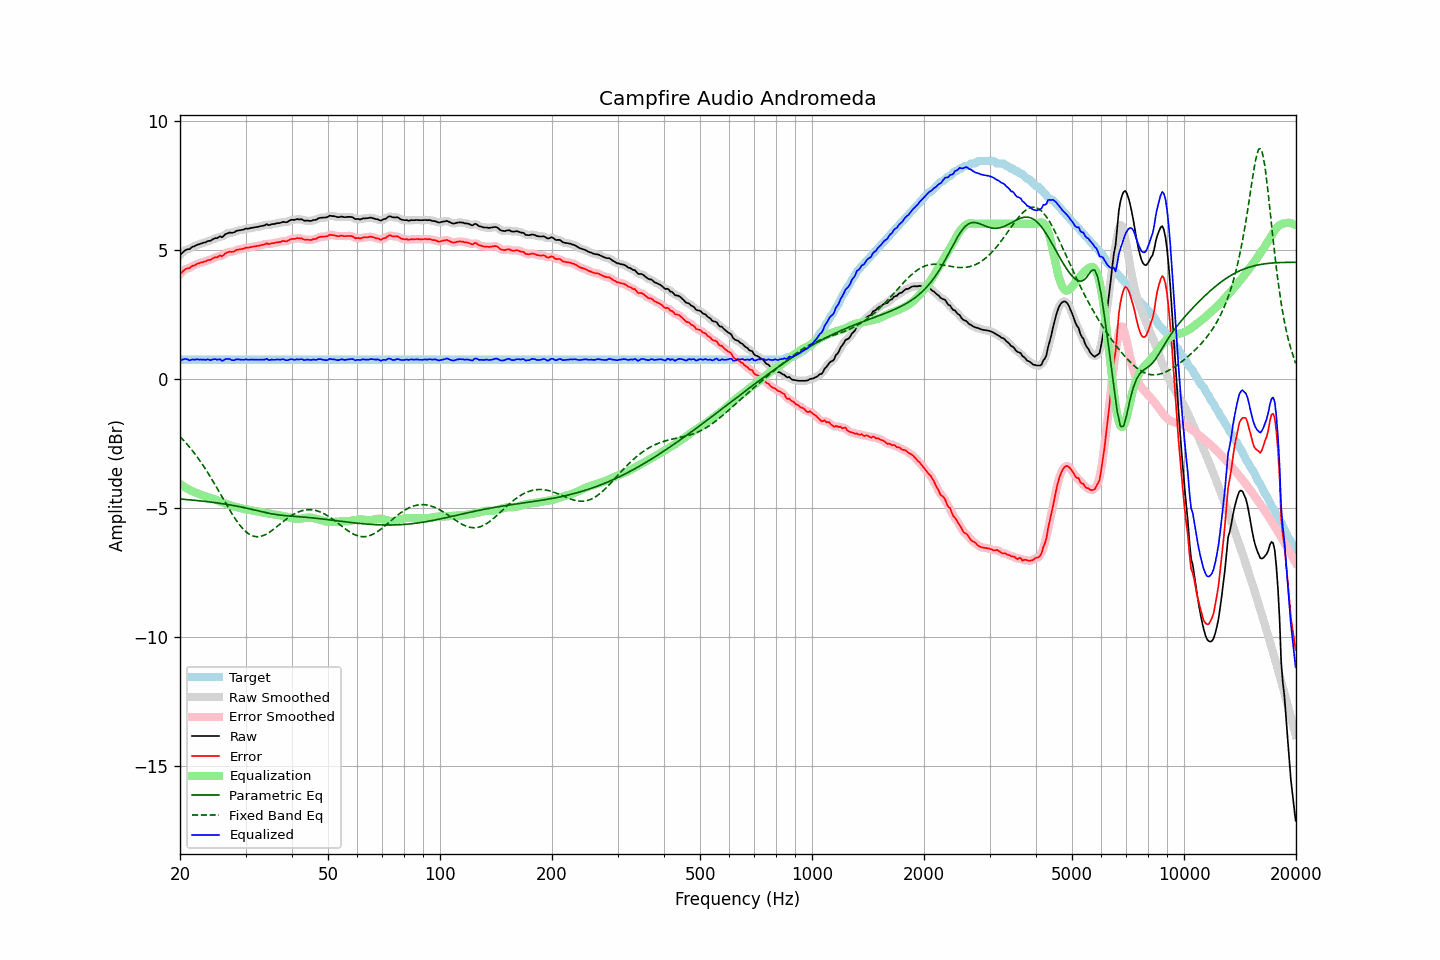 Campfire Audio Andromeda
Amplitude (dBr)
10
5
0
−5
−10
−15
Target
Raw Smoothed
Error Smoothed
Raw
Error
Equalization
Parametric Eq
Fixed Band Eq
Equalized
20 50 100 200 500 1000 2000 5000 10000 20000
Frequency (Hz)